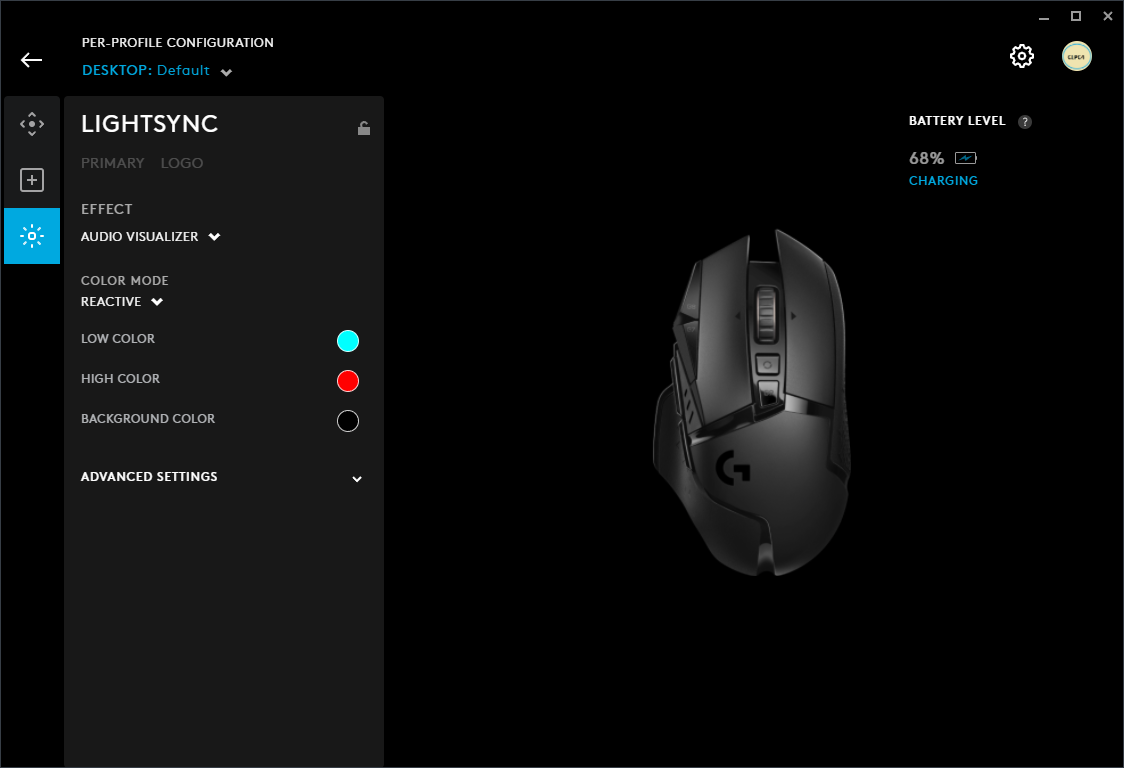 PER-PROFILE CONFIGURATION
DESKTOP: Default
LIGHTSYNC
PRIMARY LOGO
EFFECT
AUDIO VISUALIZER
COLOR MODE
REACTIVE
LOW COLOR
HIGH COLOR
BACKGROUND COLOR
ADVANCED SETTINGS
BATTERY LEVEL ?
68%
CHARGING